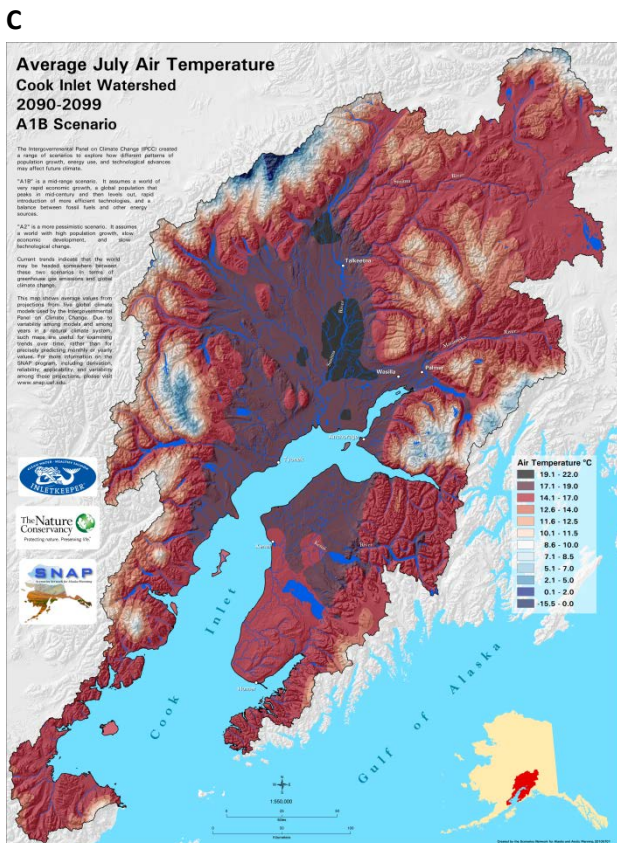 C
Average July Air Temperature
Cook Inlet Watershed
2090-2099
A1B Scenario
The Intergovernmental Panel on Climate Change (IPCC) created
a range of scenarios to explore how different patterns of
population growth, energy use, and technological advances
may affect future climate.
"A1B" is a mid-range scenario. It assumes a world of
very rapid economic growth, a global population that
peaks in mid-century and then levels out, rapid
introduction of more efficient technologies, and a
balance between fossil fuels and other energy
sources.
"A2" is a more pessimistic scenario. It assumes
a world with high population growth, slow
economic development, and slow
technological change.
Current trends indicate that the world
may be headed somewhere between
these two scenarios in terms of
greenhouse gas emissions and global
climate change.
This map shows average values from
projections from five global climate
models used by the Intergovernmental
Panel on Climate Change. Due to
variability among models and among
years in a natural climate system,
such maps are useful for examining
trends over time, rather than for
precisely predicting monthly or yearly
values. For more information on the
SNAP program, including derivation,
reliability, applicability, and variability
among these projections, please visit
www.snap.uaf.edu.
Talkeetna
Susitna
River
Matanuska
River
Wasilla
Palmer
Anchorage
Tyonek
Kenai
River
Homer
Cook Inlet
Gulf of Alaska
INLETKEEPER
The Nature
Conservancy
Protecting nature. Preserving life.
SNAP
Air Temperature °C
19.1 - 22.0
17.1 - 19.0
14.1 - 17.0
12.6 - 14.0
11.6 - 12.5
10.1 - 11.5
8.6 - 10.0
7.1 - 8.5
5.1 - 7.0
2.1 - 5.0
0.1 - 2.0
-15.5 - 0.0
N
S
1:550,000
Miles
Kilometers